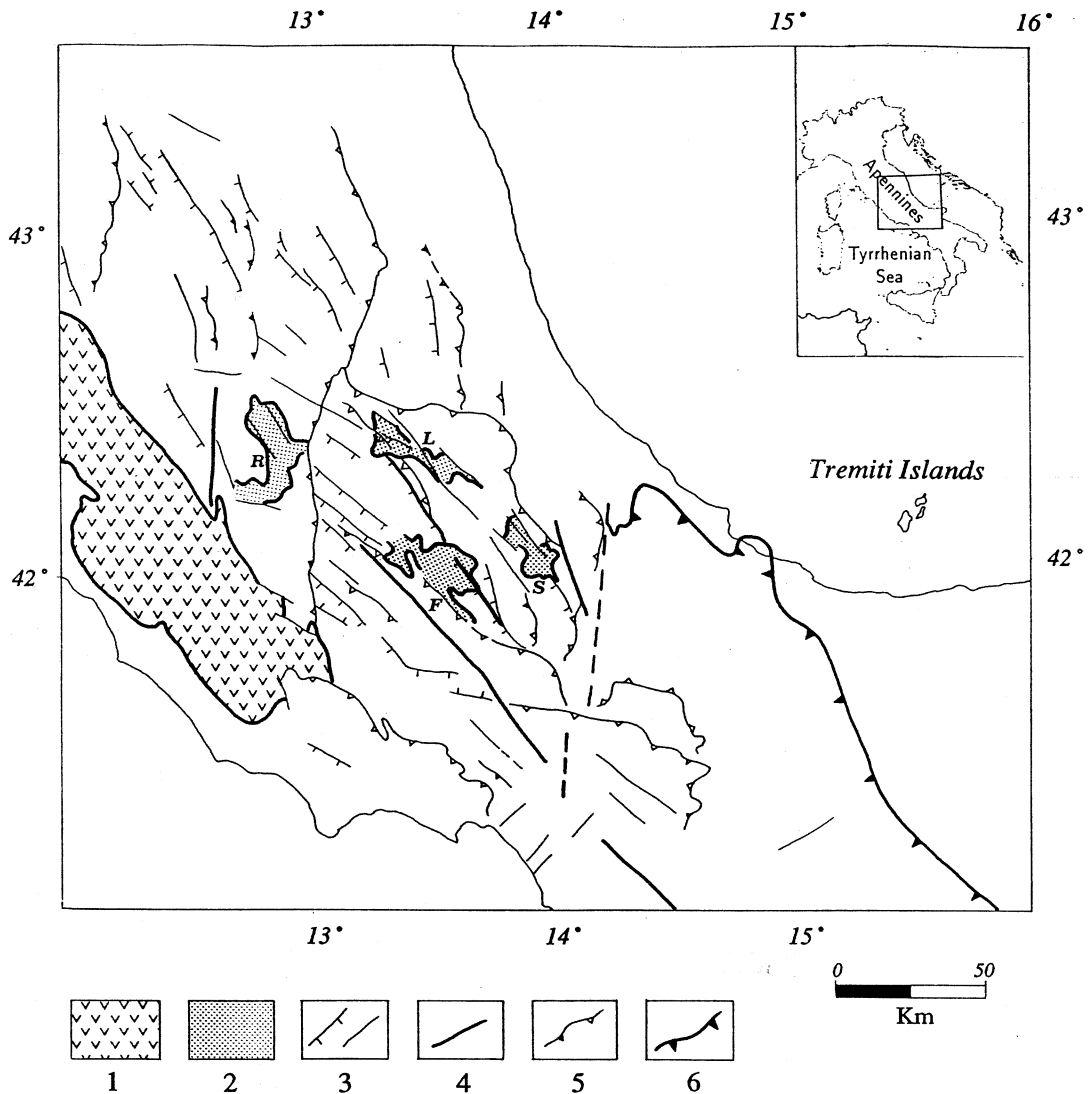 13° 14° 15° 16°
Apennines
Tyrrhenian
Sea
43° 43°
L
R
Tremiti Islands
42° 42°
S
F
13° 14° 15°
0 50
Km
1 2 3 4 5 6